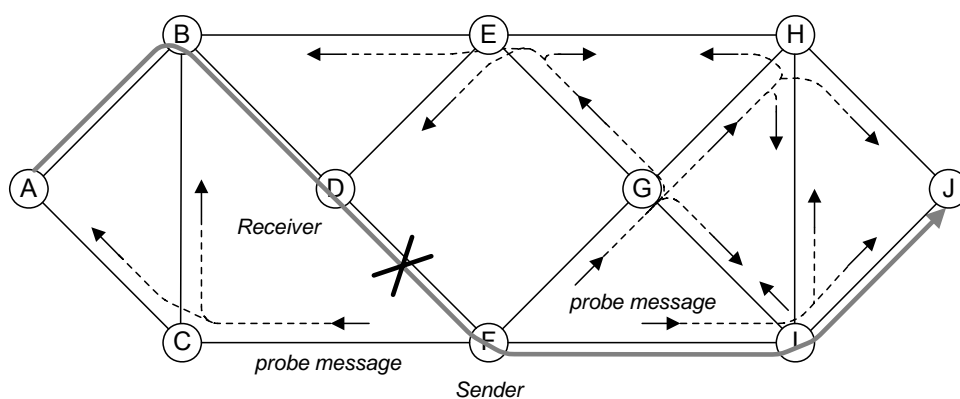 B
E
H
A
D
G
J
Receiver
probe message
C
F
I
probe message
Sender